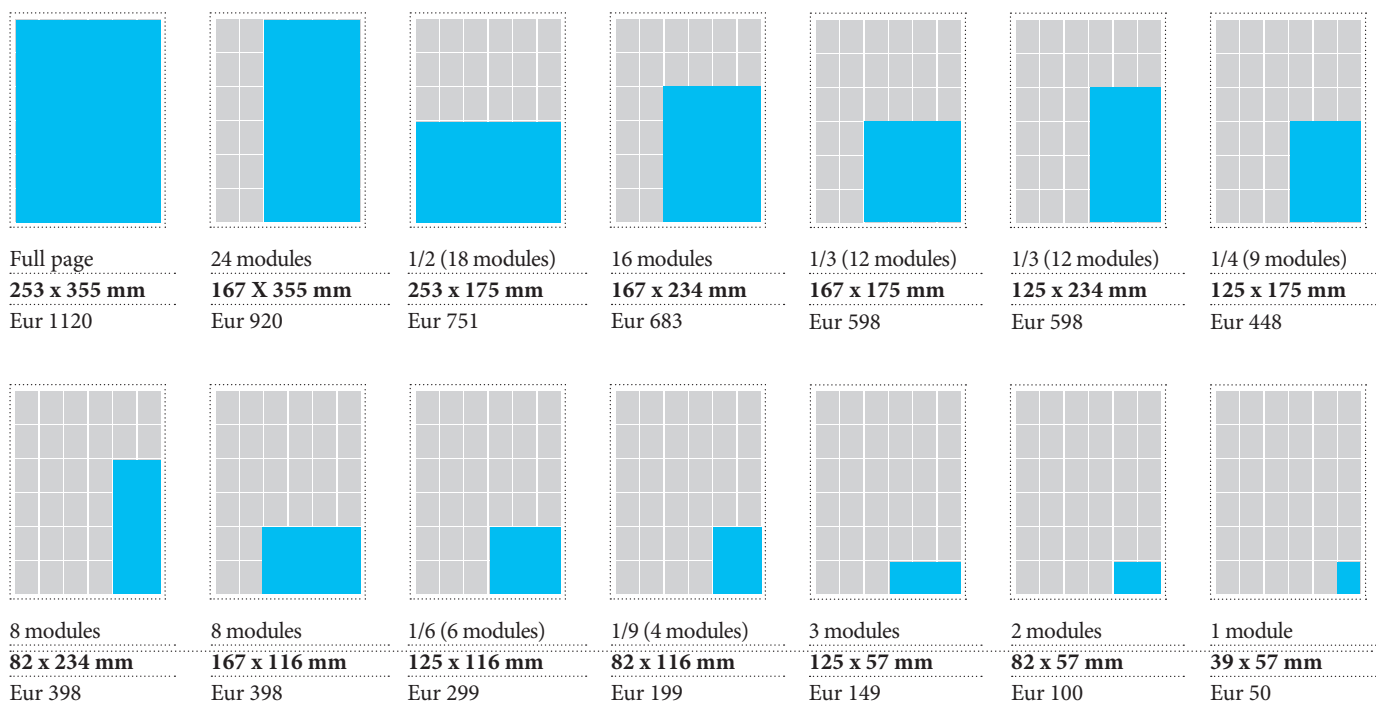 Full page
253 x 355 mm
Eur 1120
24 modules
167 X 355 mm
Eur 920
1/2 (18 modules)
253 x 175 mm
Eur 751
16 modules
167 x 234 mm
Eur 683
1/3 (12 modules)
167 x 175 mm
Eur 598
1/3 (12 modules)
125 x 234 mm
Eur 598
1/4 (9 modules)
125 x 175 mm
Eur 448
8 modules
82 x 234 mm
Eur 398
8 modules
167 x 116 mm
Eur 398
1/6 (6 modules)
125 x 116 mm
Eur 299
1/9 (4 modules)
82 x 116 mm
Eur 199
3 modules
125 x 57 mm
Eur 149
2 modules
82 x 57 mm
Eur 100
1 module
39 x 57 mm
Eur 50